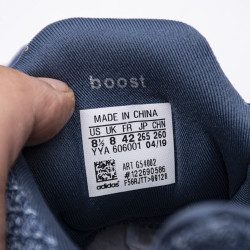 boost
MADE IN CHINA
US UK FR JP CHN
8½ 8 42 265 260
YYA 606001 04/19
ART G54002
#122690586
adidas